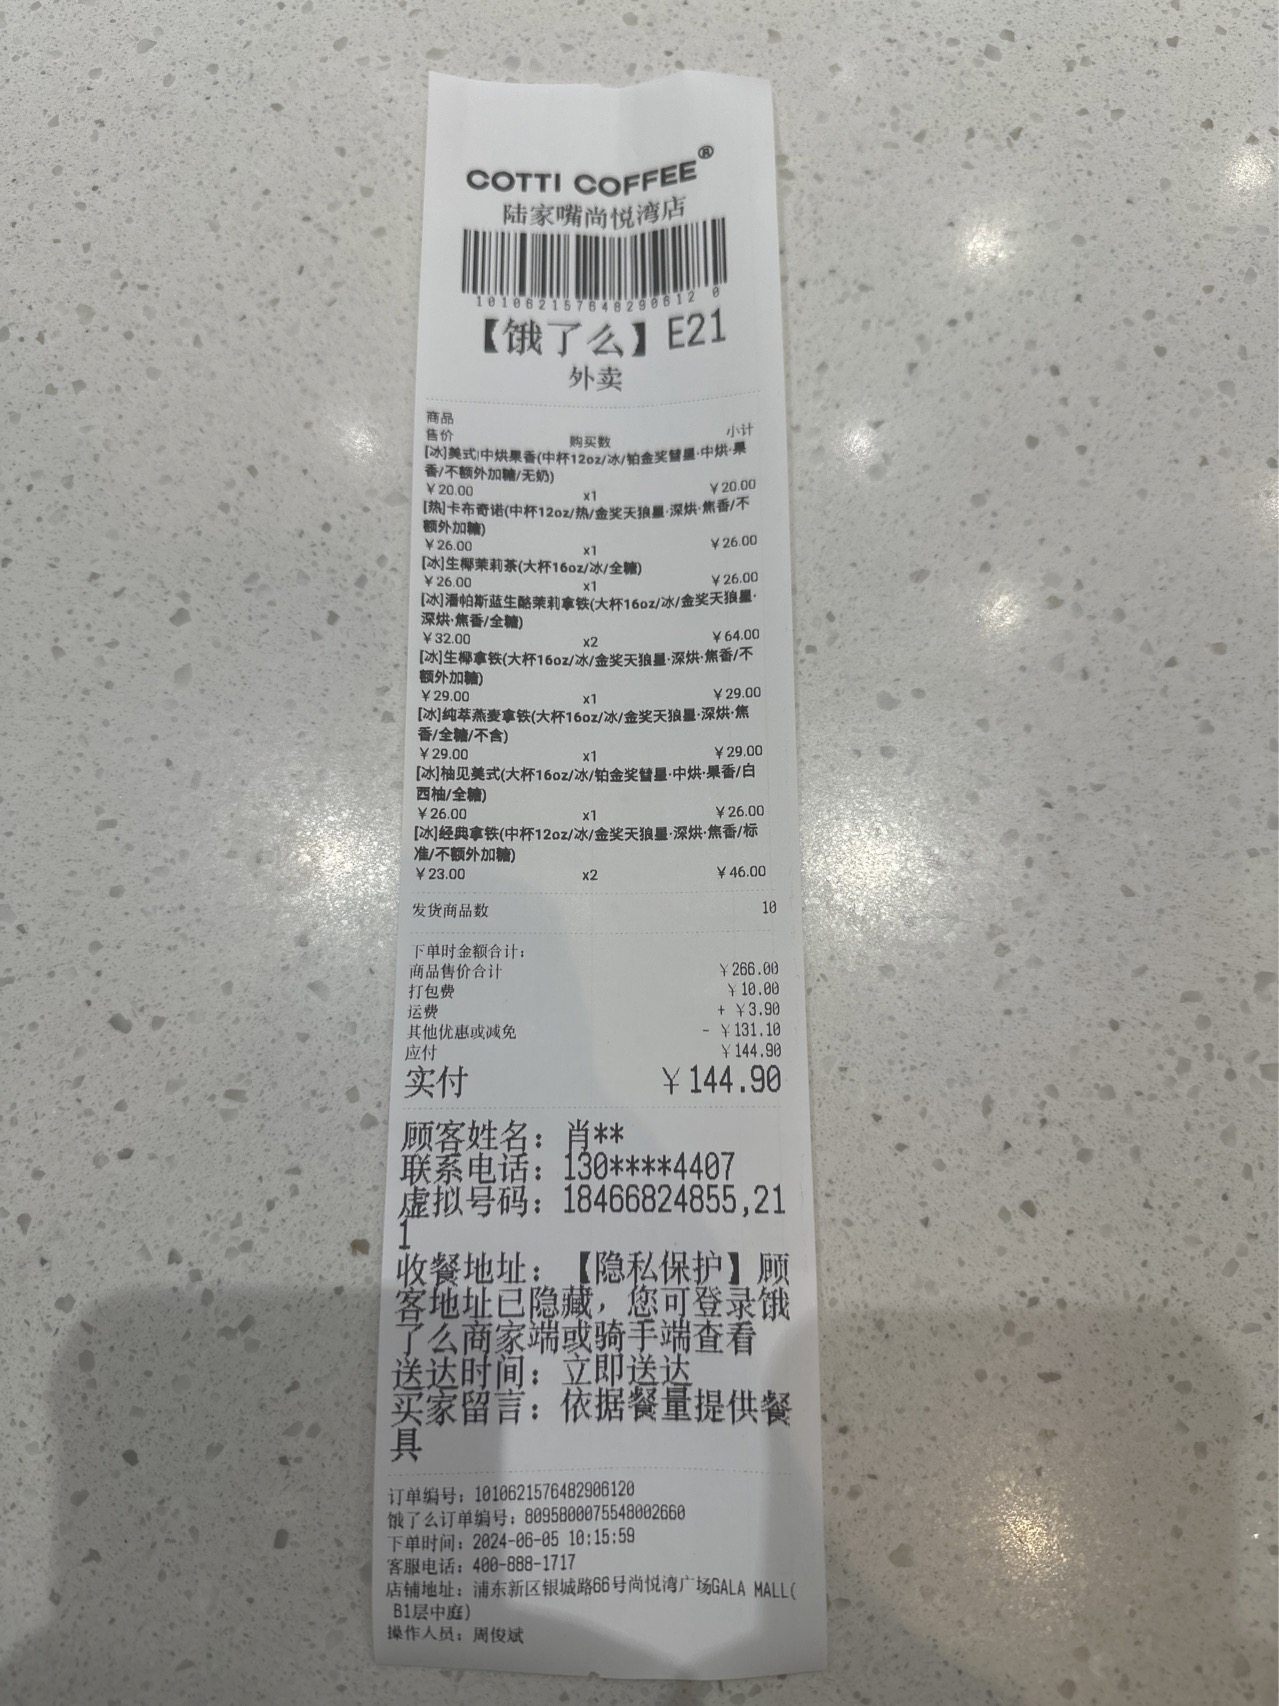 COTTI COFFEE®
陆家嘴尚悦湾店
1010621576482906120
【饿了么】E21
外卖
商品
售价 购买数 小计
[冰]美式|中烘果香(中杯12oz/冰/铂金奖彗星·中烘·果
香/不额外加糖/无奶)
￥20.00 x1 ￥20.00
[热]卡布奇诺(中杯12oz/热/金奖天狼星·深烘·焦香/不
额外加糖)
￥26.00 x1 ￥26.00
[冰]生椰茉莉茶(大杯16oz/冰/全糖)
￥26.00 x1 ￥26.00
[冰]潘帕斯蓝生酪茉莉拿铁(大杯16oz/冰/金奖天狼星·
深烘·焦香/全糖)
￥32.00 x2 ￥64.00
[冰]生椰拿铁(大杯16oz/冰/金奖天狼星·深烘·焦香/不
额外加糖)
￥29.00 x1 ￥29.00
[冰]纯萃燕麦拿铁(大杯16oz/冰/金奖天狼星·深烘·焦
香/全糖/不含)
￥29.00 x1 ￥29.00
[冰]柚见美式(大杯16oz/冰/铂金奖彗星·中烘·果香/白
西柚/全糖)
￥26.00 x1 ￥26.00
[冰]经典拿铁(中杯12oz/冰/金奖天狼星·深烘·焦香/标
准/不额外加糖)
￥23.00 x2 ￥46.00
发货商品数 10
下单时金额合计：
商品售价合计 ￥266.00
打包费 ￥10.00
运费 + ￥3.90
其他优惠或减免 - ￥131.10
应付 ￥144.90
实付 ￥144.90
顾客姓名：肖**
联系电话：130****4407
虚拟号码：18466824855,21
1
收餐地址：【隐私保护】顾
客地址已隐藏，您可登录饿
了么商家端或骑手端查看
送达时间：立即送达
买家留言：依据餐量提供餐
具
订单编号：1010621576482906120
饿了么订单编号：8095800075548002660
下单时间：2024-06-05 10:15:59
客服电话：400-888-1717
店铺地址：浦东新区银城路66号尚悦湾广场GALA MALL(
B1层中庭)
操作人员：周俊斌